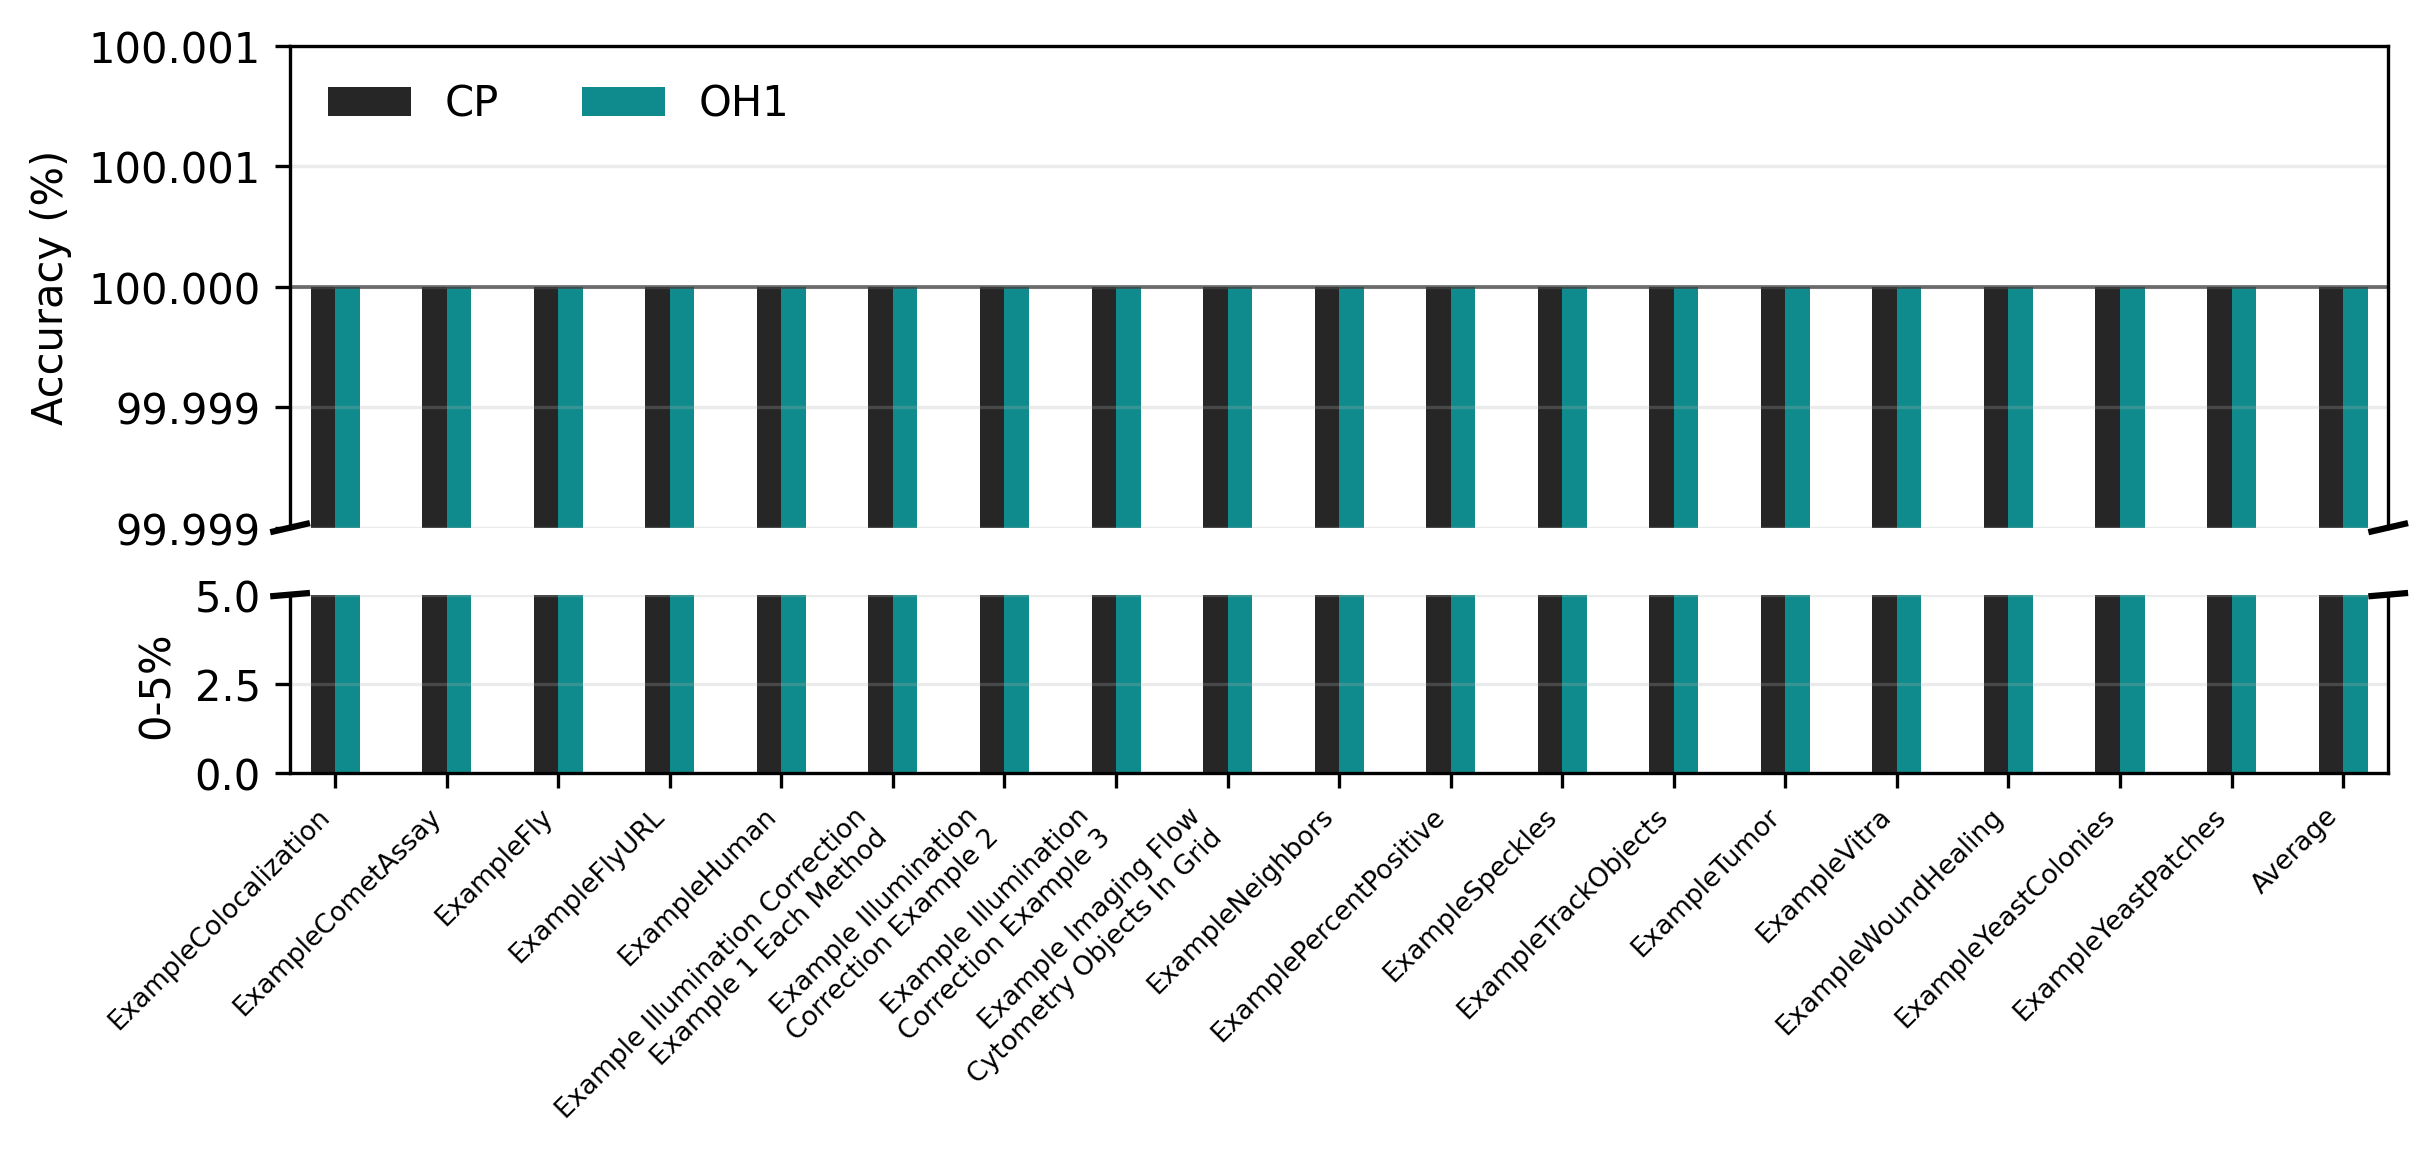 100.001
CP OH1
100.001
Accuracy (%)
100.000
99.999
99.999
5.0
0-5%
2.5
0.0
ExampleColocalization
ExampleCometAssay
ExampleFly
ExampleFlyURL
ExampleHuman
Example Illumination Correction
Example 1 Each Method
Example Illumination
Correction Example 2
Example Illumination
Correction Example 3
Example Imaging Flow
Cytometry Objects In Grid
ExampleNeighbors
ExamplePercentPositive
ExampleSpeckles
ExampleTrackObjects
ExampleTumor
ExampleVitra
ExampleWoundHealing
ExampleYeastColonies
ExampleYeastPatches
Average